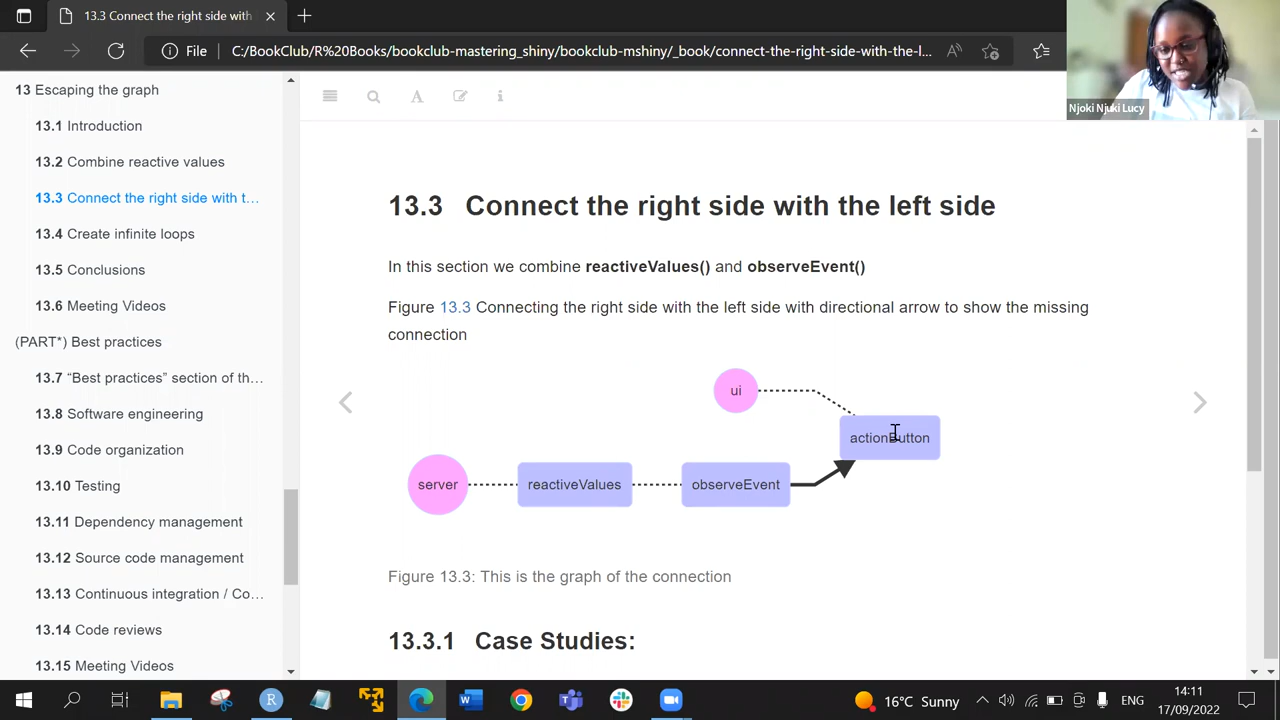 13.3 Connect the right side with
File
C:/BookClub/R%20Books/bookclub-mastering_shiny/bookclub-mshiny/_book/connect-the-right-side-with-the-l...
Njoki Njuki Lucy
13 Escaping the graph
13.1 Introduction
13.2 Combine reactive values
13.3 Connect the right side with t...
13.4 Create infinite loops
13.5 Conclusions
13.6 Meeting Videos
(PART*) Best practices
13.7 “Best practices” section of th...
13.8 Software engineering
13.9 Code organization
13.10 Testing
13.11 Dependency management
13.12 Source code management
13.13 Continuous integration / Co...
13.14 Code reviews
13.15 Meeting Videos
13.3 Connect the right side with the left side
In this section we combine reactiveValues() and observeEvent()
Figure 13.3 Connecting the right side with the left side with directional arrow to show the missing
connection
ui
actionButton
server
reactiveValues
observeEvent
Figure 13.3: This is the graph of the connection
13.3.1 Case Studies:
16°C Sunny
ENG
14:11
17/09/2022